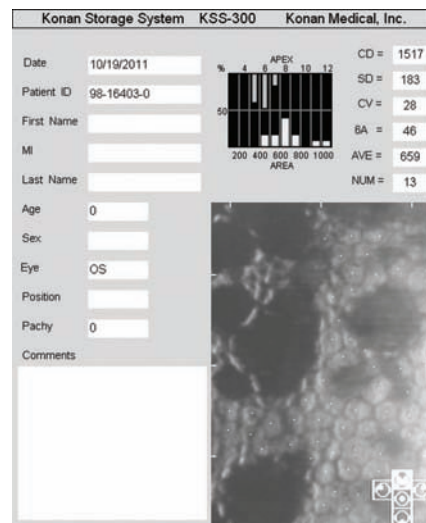 Konan Storage System KSS-300 Konan Medical, Inc.
Date 10/19/2011
Patient ID 98-16403-0
First Name
MI
Last Name
Age 0
Sex
Eye OS
Position
Pachy 0
Comments
APEX
% 4 6 8 10 12
50
200 400 600 800 1000
AREA
CD = 1517
SD = 183
CV = 28
6A = 46
AVE = 659
NUM = 13